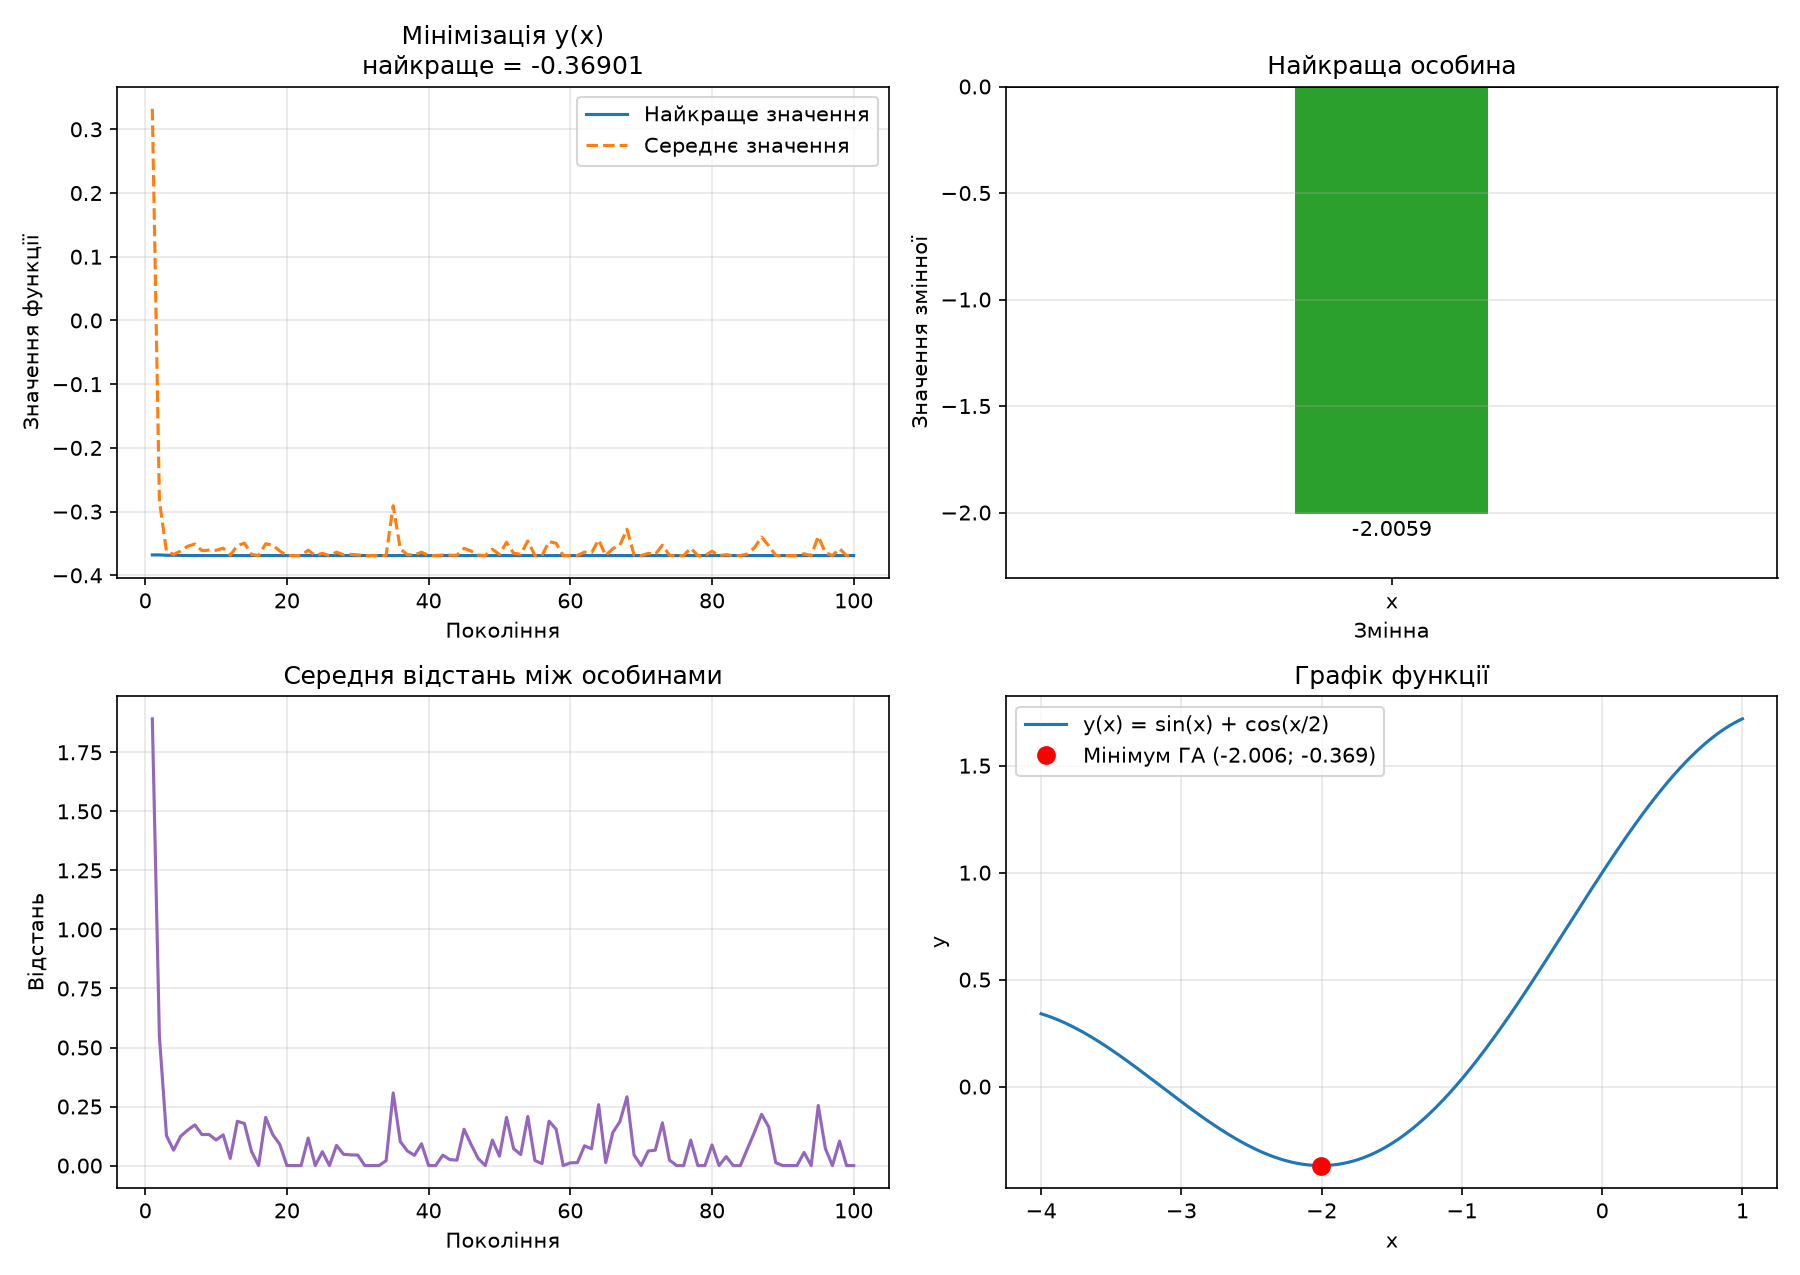 Мінімізація y(x)
найкраще = -0.36901
Найкраще значення
Середнє значення
Значення функції
0.3
0.2
0.1
0.0
−0.1
−0.2
−0.3
−0.4
0 20 40 60 80 100
Покоління
Найкраща особина
Значення змінної
0.0
−0.5
−1.0
−1.5
−2.0
-2.0059
x
Змінна
Середня відстань між особинами
Відстань
1.75
1.50
1.25
1.00
0.75
0.50
0.25
0.00
0 20 40 60 80 100
Покоління
Графік функції
y(x) = sin(x) + cos(x/2)
Мінімум ГА (-2.006; -0.369)
y
1.5
1.0
0.5
0.0
−4 −3 −2 −1 0 1
x